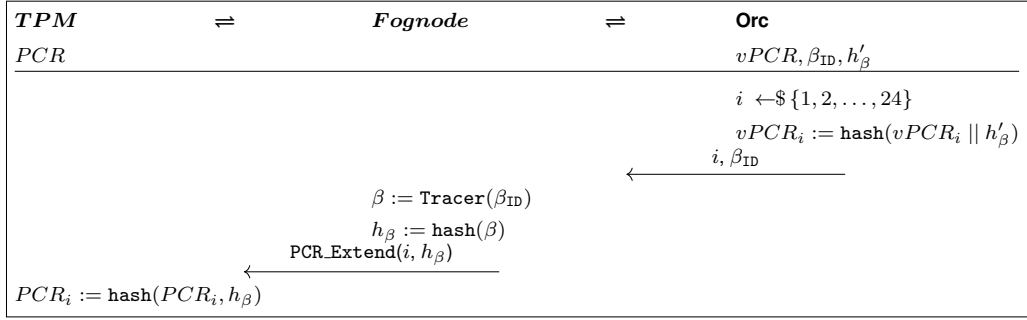 TPM ⇌ Fognode ⇌ Orc
PCR vPCR, β_ID, h′_β
i ←$ {1, 2, . . . , 24}
vPCR_i := hash(vPCR_i || h′_β)
i, β_ID
β := Tracer(β_ID)
h_β := hash(β)
PCR_Extend(i, h_β)
PCR_i := hash(PCR_i, h_β)